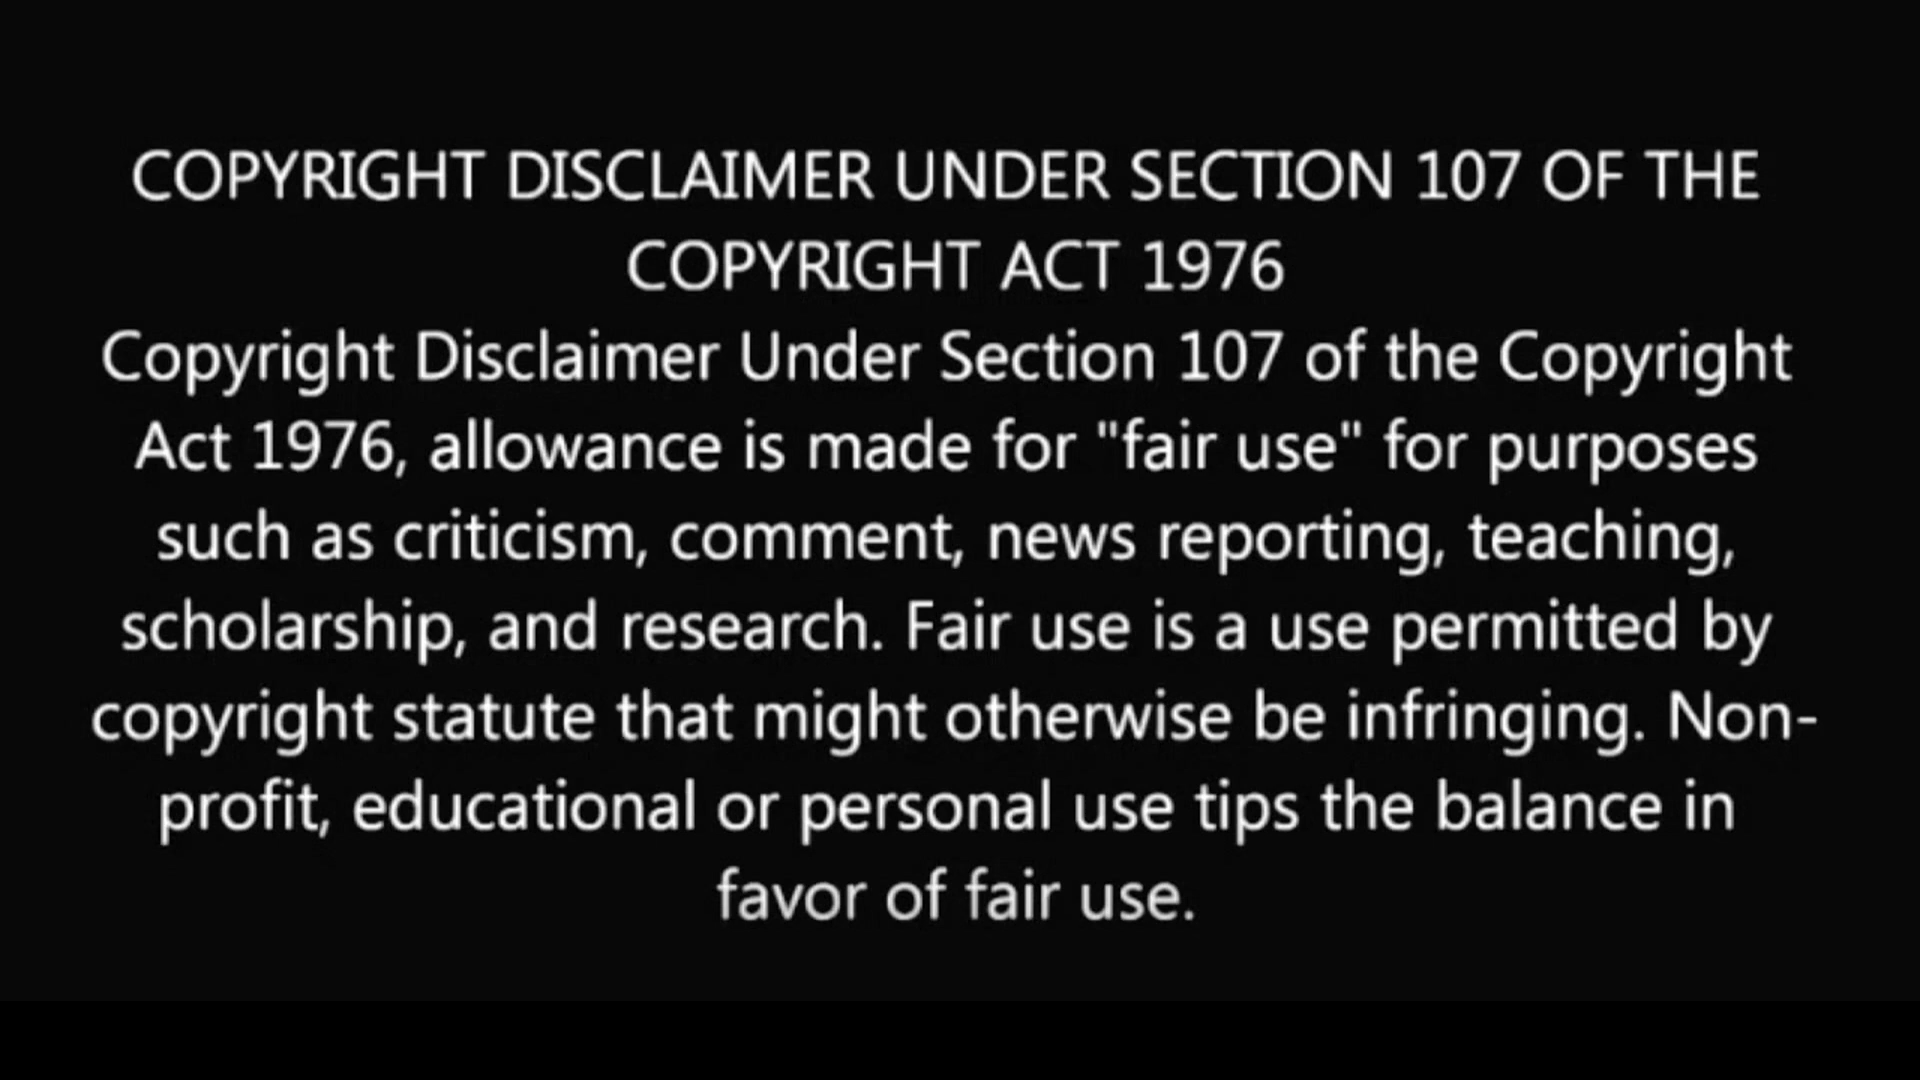 COPYRIGHT DISCLAIMER UNDER SECTION 107 OF THE
COPYRIGHT ACT 1976
Copyright Disclaimer Under Section 107 of the Copyright
Act 1976, allowance is made for "fair use" for purposes
such as criticism, comment, news reporting, teaching,
scholarship, and research. Fair use is a use permitted by
copyright statute that might otherwise be infringing. Non-
profit, educational or personal use tips the balance in
favor of fair use.